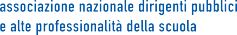 associazione nazionale dirigenti pubblici
e alte professionalità della scuola